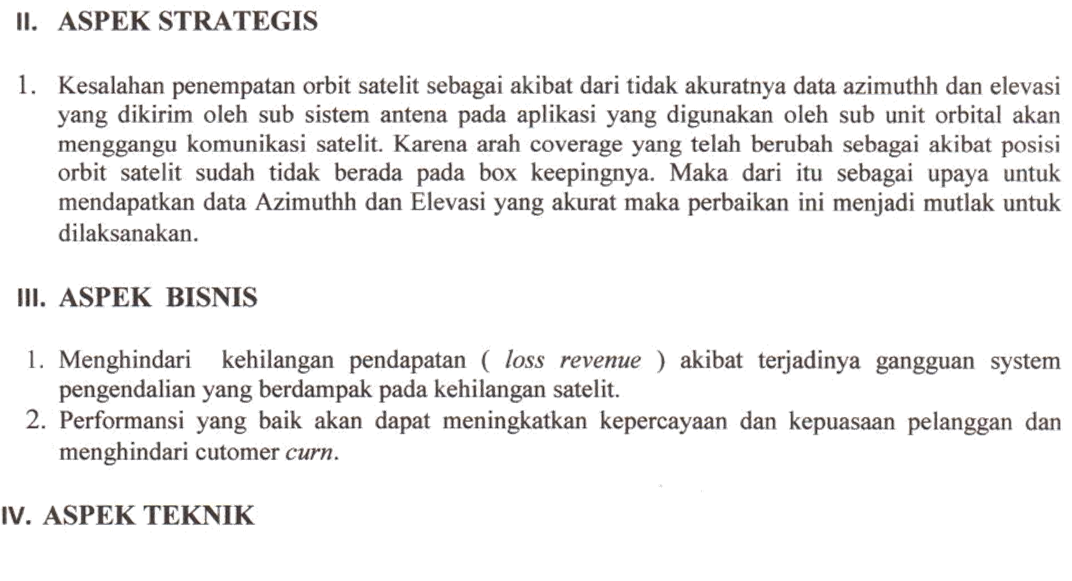 II. ASPEK STRATEGIS
1. Kesalahan penempatan orbit satelit sebagai akibat dari tidak akuratnya data azimuthh dan elevasi
yang dikirim oleh sub sistem antena pada aplikasi yang digunakan oleh sub unit orbital akan
menggangu komunikasi satelit. Karena arah coverage yang telah berubah sebagai akibat posisi
orbit satelit sudah tidak berada pada box keepingnya. Maka dari itu sebagai upaya untuk
mendapatkan data Azimuthh dan Elevasi yang akurat maka perbaikan ini menjadi mutlak untuk
dilaksanakan.
III. ASPEK BISNIS
1. Menghindari kehilangan pendapatan ( loss revenue ) akibat terjadinya gangguan system
pengendalian yang berdampak pada kehilangan satelit.
2. Performansi yang baik akan dapat meningkatkan kepercayaan dan kepuasaan pelanggan dan
menghindari cutomer curn.
IV. ASPEK TEKNIK